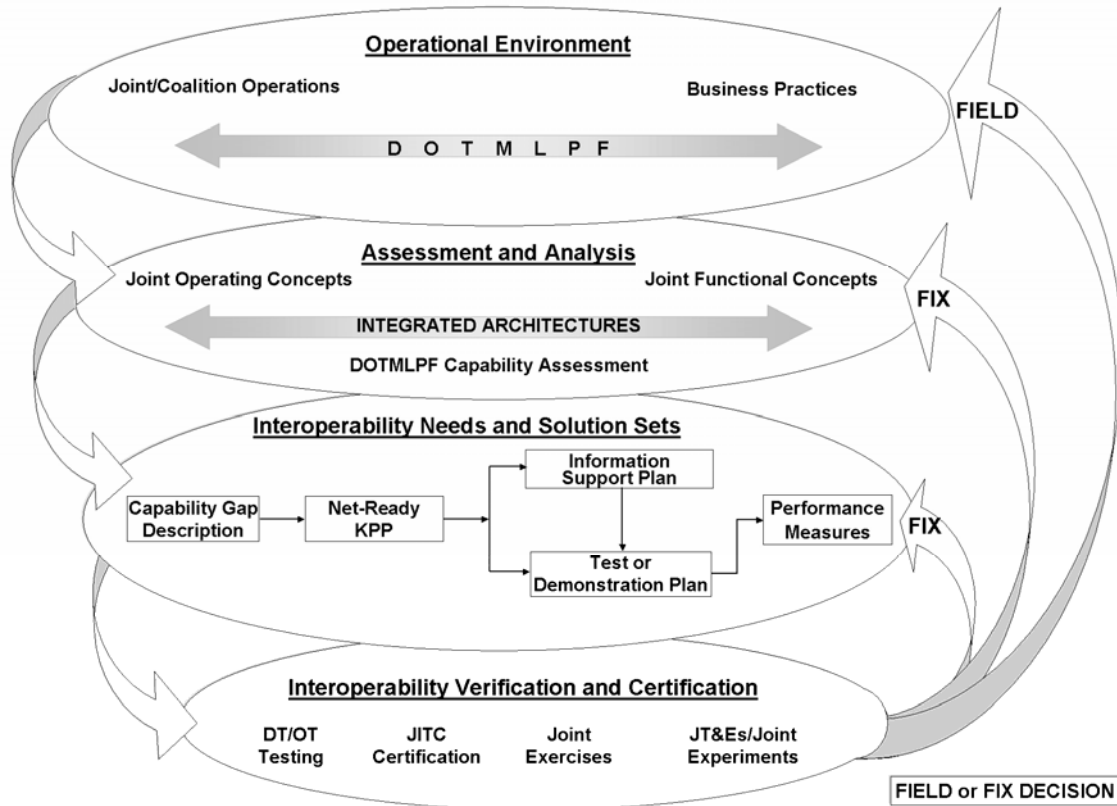 Operational Environment
Joint/Coalition Operations
Business Practices
FIELD
D O T M L P F
Assessment and Analysis
Joint Operating Concepts
Joint Functional Concepts
FIX
INTEGRATED ARCHITECTURES
DOTMLPF Capability Assessment
Interoperability Needs and Solution Sets
Capability Gap
Description
Net-Ready
KPP
Information
Support Plan
Test or
Demonstration Plan
Performance
Measures
FIX
Interoperability Verification and Certification
DT/OT
Testing
JITC
Certification
Joint
Exercises
JT&Es/Joint
Experiments
FIELD or FIX DECISION